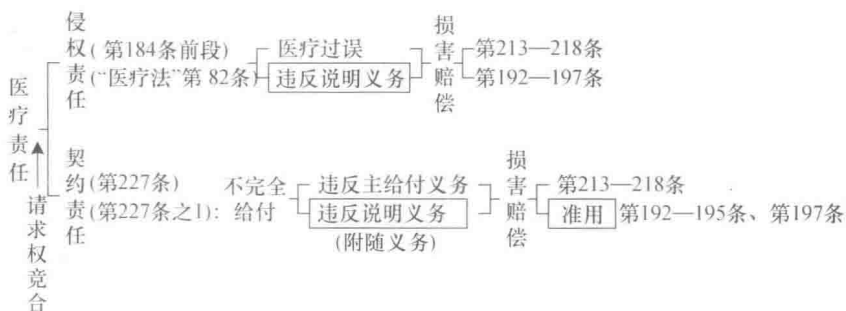 医疗责任
请求权竞合
侵权责任
(第184条前段)
(“医疗法”第 82条)
医疗过误
违反说明义务
损害赔偿
第213—218条
第192—197条
契约责任
(第227条)
(第227条之1):
不完全给付
违反主给付义务
违反说明义务
(附随义务)
损害赔偿
第213—218条
准用 第192—195条、第197条